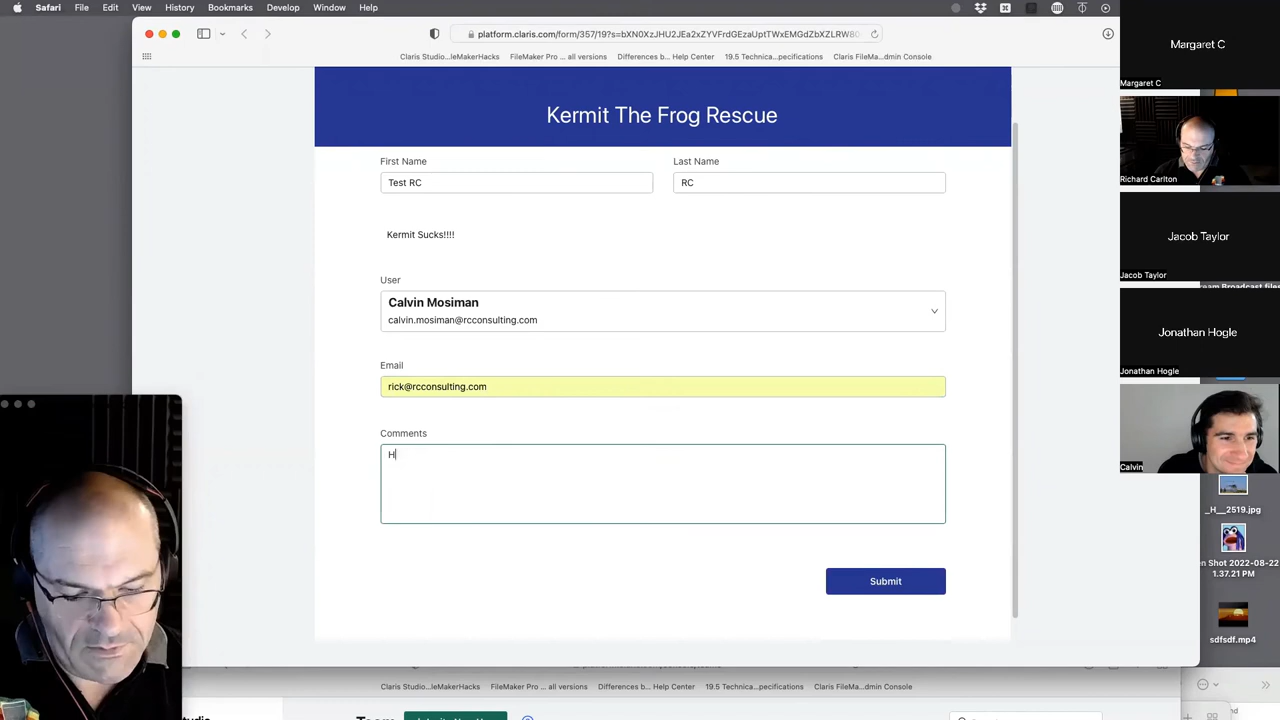 Safari File Edit View History Bookmarks Develop Window Help
platform.claris.com/form/357/19?s=bXN0XzJHU2JEa2xZYVFrdGEzaUptTWxEMGdZbXZLRW80
Claris Studio...leMakerHacks FileMaker Pro ... all versions Differences b... Help Center 19.5 Technica...pecifications Claris FileMa...dmin Console
Kermit The Frog Rescue
First Name Last Name
Test RC RC
Kermit Sucks!!!!
User
Calvin Mosiman
calvin.mosiman@rcconsulting.com
Email
rick@rcconsulting.com
Comments
H
Submit
Margaret C
Margaret C
Richard Carlton
Jacob Taylor
Jacob Taylor
ream Broadcast files
Jonathan Hogle
Jonathan Hogle
Calvin
_H__2519.jpg
en Shot 2022-08-22
1.37.21 PM
sdfsdf.mp4
Claris Studio...leMakerHacks FileMaker Pro ... all versions Differences b... Help Center 19.5 Technica...pecifications Claris FileMa...dmin Console